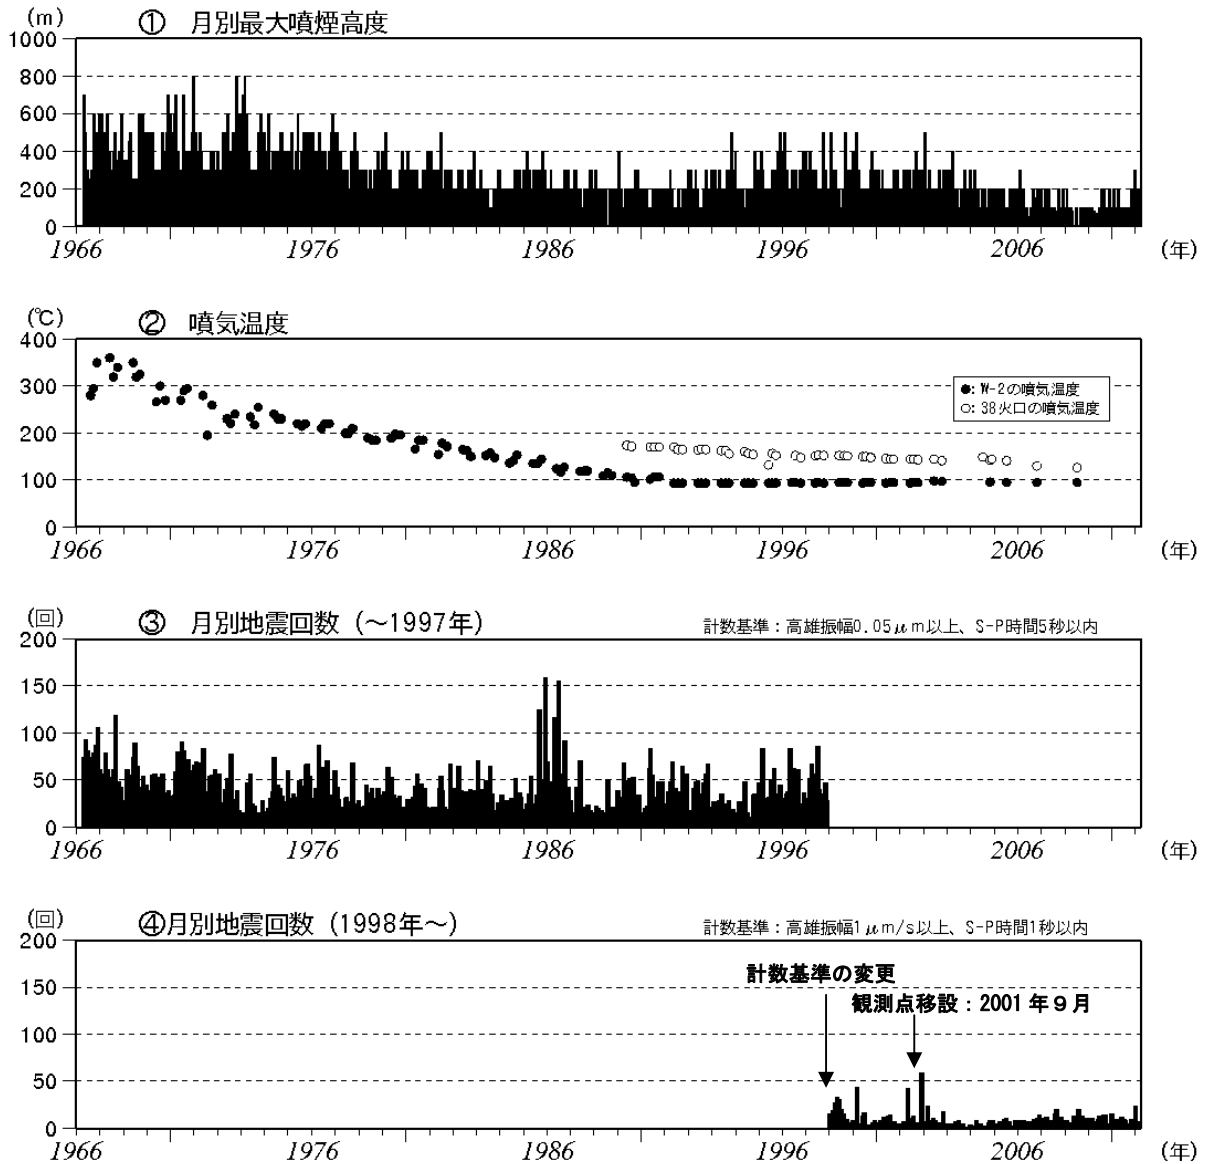 (m) ① 月別最大噴煙高度
1000
800
600
400
200
0
1966 1976 1986 1996 2006 (年)
(℃) ② 噴気温度
400
300
200
100
0
●: W-2の噴気温度
○: 38火口の噴気温度
1966 1976 1986 1996 2006 (年)
(回) ③ 月別地震回数 (〜1997年) 計数基準：高雄振幅0.05μm以上、S-P時間5秒以内
200
150
100
50
0
1966 1976 1986 1996 2006 (年)
(回) ④月別地震回数 (1998年〜) 計数基準：高雄振幅1μm/s以上、S-P時間1秒以内
200
150
100
50
0
計数基準の変更
観測点移設：2001年9月
1966 1976 1986 1996 2006 (年)